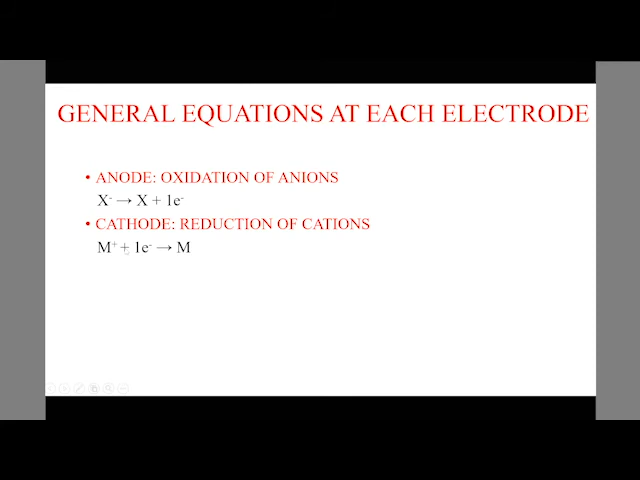 GENERAL EQUATIONS AT EACH ELECTRODE
• ANODE: OXIDATION OF ANIONS
X⁻ → X + 1e⁻
• CATHODE: REDUCTION OF CATIONS
M⁺ + 1e⁻ → M